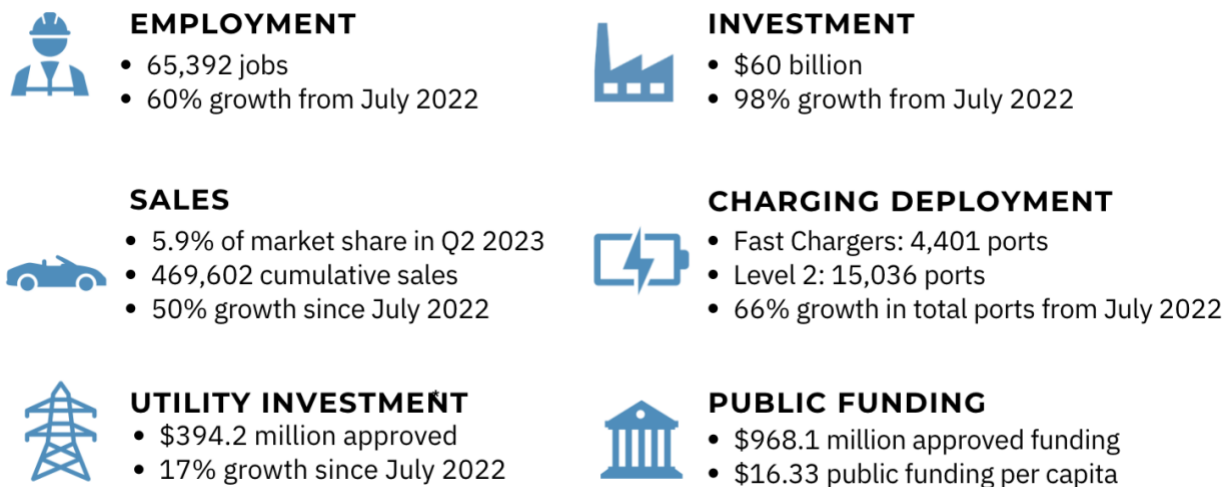 EMPLOYMENT
• 65,392 jobs
• 60% growth from July 2022
INVESTMENT
• $60 billion
• 98% growth from July 2022
SALES
• 5.9% of market share in Q2 2023
• 469,602 cumulative sales
• 50% growth since July 2022
CHARGING DEPLOYMENT
• Fast Chargers: 4,401 ports
• Level 2: 15,036 ports
• 66% growth in total ports from July 2022
UTILITY INVESTMENT
• $394.2 million approved
• 17% growth since July 2022
PUBLIC FUNDING
• $968.1 million approved funding
• $16.33 public funding per capita